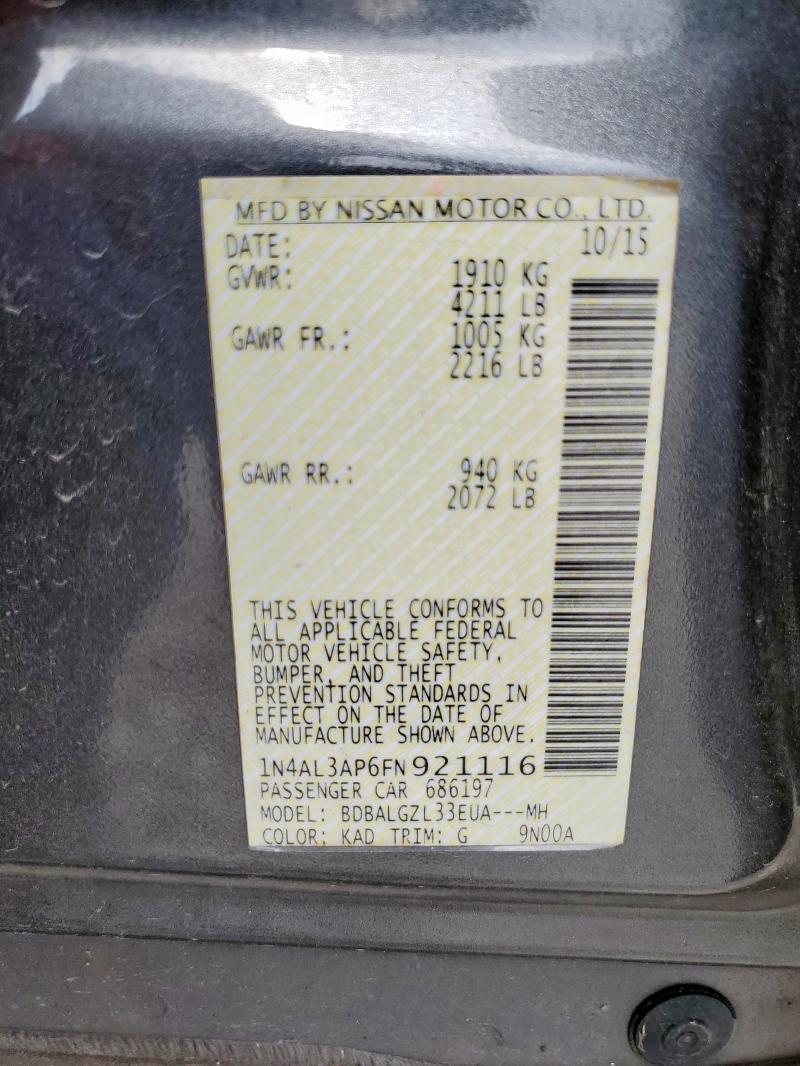 MFD BY NISSAN MOTOR CO., LTD.
DATE: 10/15
GVWR: 1910 KG
4211 LB
GAWR FR.: 1005 KG
2216 LB
GAWR RR.: 940 KG
2072 LB
THIS VEHICLE CONFORMS TO
ALL APPLICABLE FEDERAL
MOTOR VEHICLE SAFETY,
BUMPER, AND THEFT
PREVENTION STANDARDS IN
EFFECT ON THE DATE OF
MANUFACTURE SHOWN ABOVE.
1N4AL3AP6FN921116
PASSENGER CAR 686197
MODEL: BDBALGZL33EUA---MH
COLOR: KAD TRIM: G 9N00A